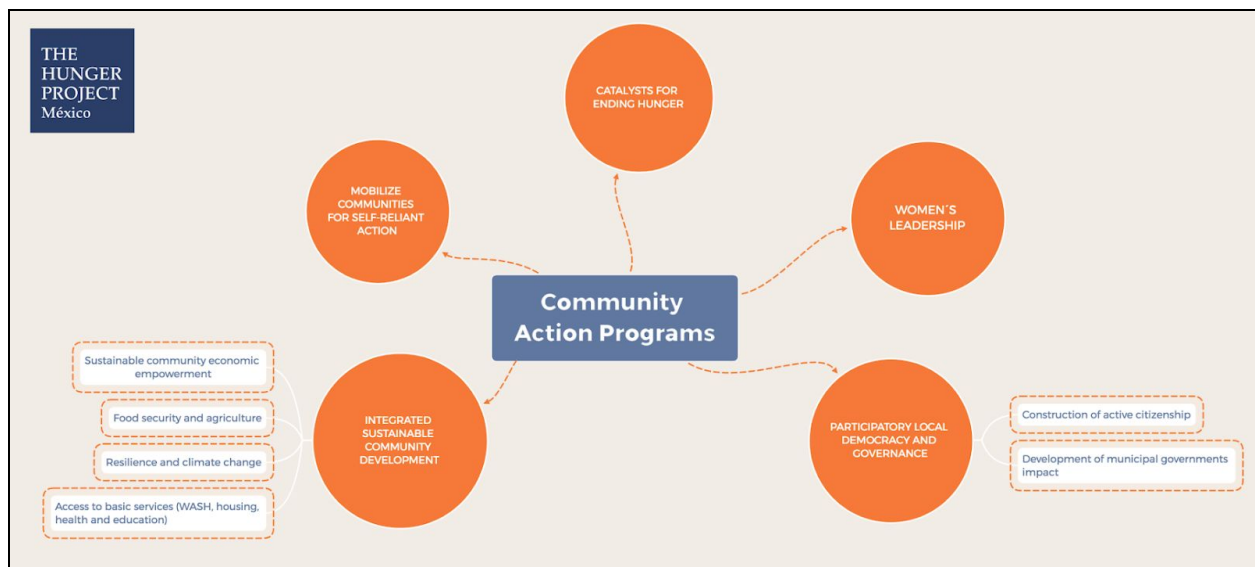 THE
HUNGER
PROJECT
México
CATALYSTS FOR
ENDING HUNGER
MOBILIZE
COMMUNITIES
FOR SELF-RELIANT
ACTION
WOMEN´S
LEADERSHIP
Community
Action Programs
Sustainable community economic
empowerment
Food security and agriculture
Resilience and climate change
Access to basic services (WASH, housing,
health and education)
INTEGRATED
SUSTAINABLE
COMMUNITY
DEVELOPMENT
PARTICIPATORY LOCAL
DEMOCRACY AND
GOVERNANCE
Construction of active citizenship
Development of municipal governments
impact